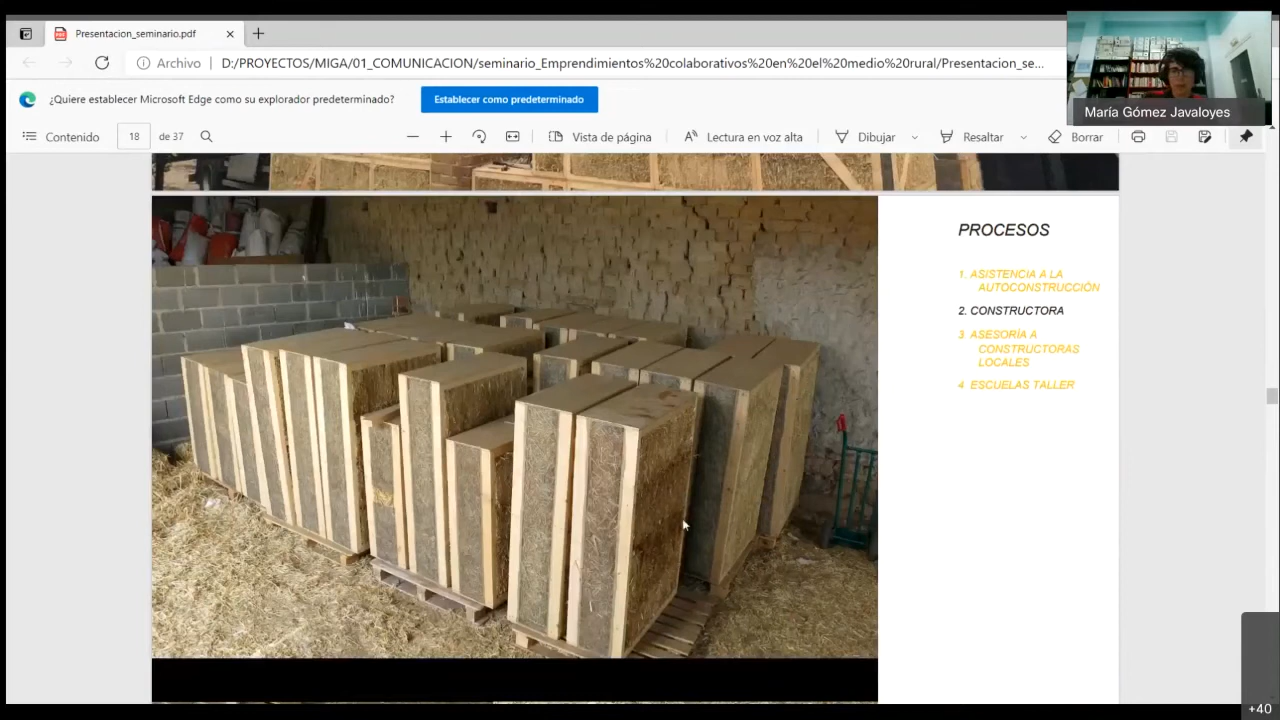 Presentacion_seminario.pdf
Archivo
D:/PROYECTOS/MIGA/01_COMUNICACION/seminario_Emprendimientos%20colaborativos%20en%20el%20medio%20rural/Presentacion_se...
María Gómez Javaloyes
¿Quiere establecer Microsoft Edge como su explorador predeterminado?
Establecer como predeterminado
Contenido
18
de 37
Vista de página
Lectura en voz alta
Dibujar
Resaltar
Borrar
PROCESOS
1. ASISTENCIA A LA
AUTOCONSTRUCCIÓN
2. CONSTRUCTORA
3 ASESORÍA A
CONSTRUCTORAS
LOCALES
4 ESCUELAS TALLER
+40